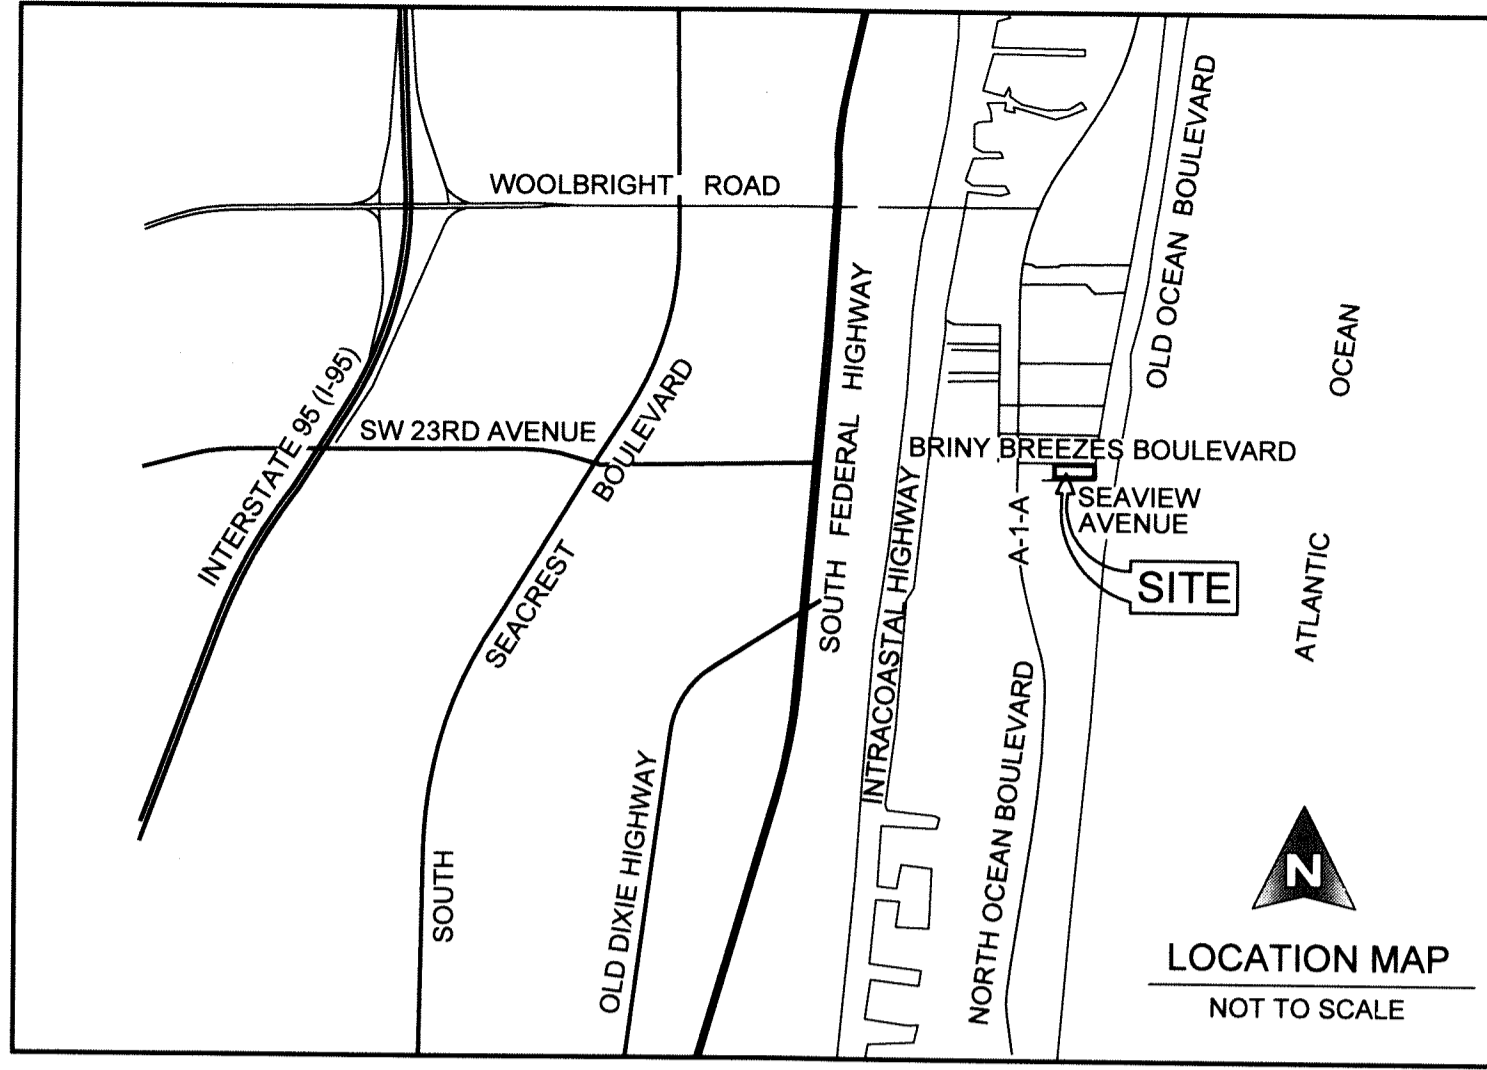 WOOLBRIGHT ROAD
OLD OCEAN BOULEVARD
OCEAN
ATLANTIC
INTERSTATE 95 (I-95)
SW 23RD AVENUE
SOUTH
SEACREST
BOULEVARD
SOUTH FEDERAL HIGHWAY
BRINY BREEZES BOULEVARD
SEAVIEW
AVENUE
A-1-A
SITE
INTRACOASTAL HIGHWAY
OLD DIXIE HIGHWAY
NORTH OCEAN BOULEVARD
N
LOCATION MAP
NOT TO SCALE